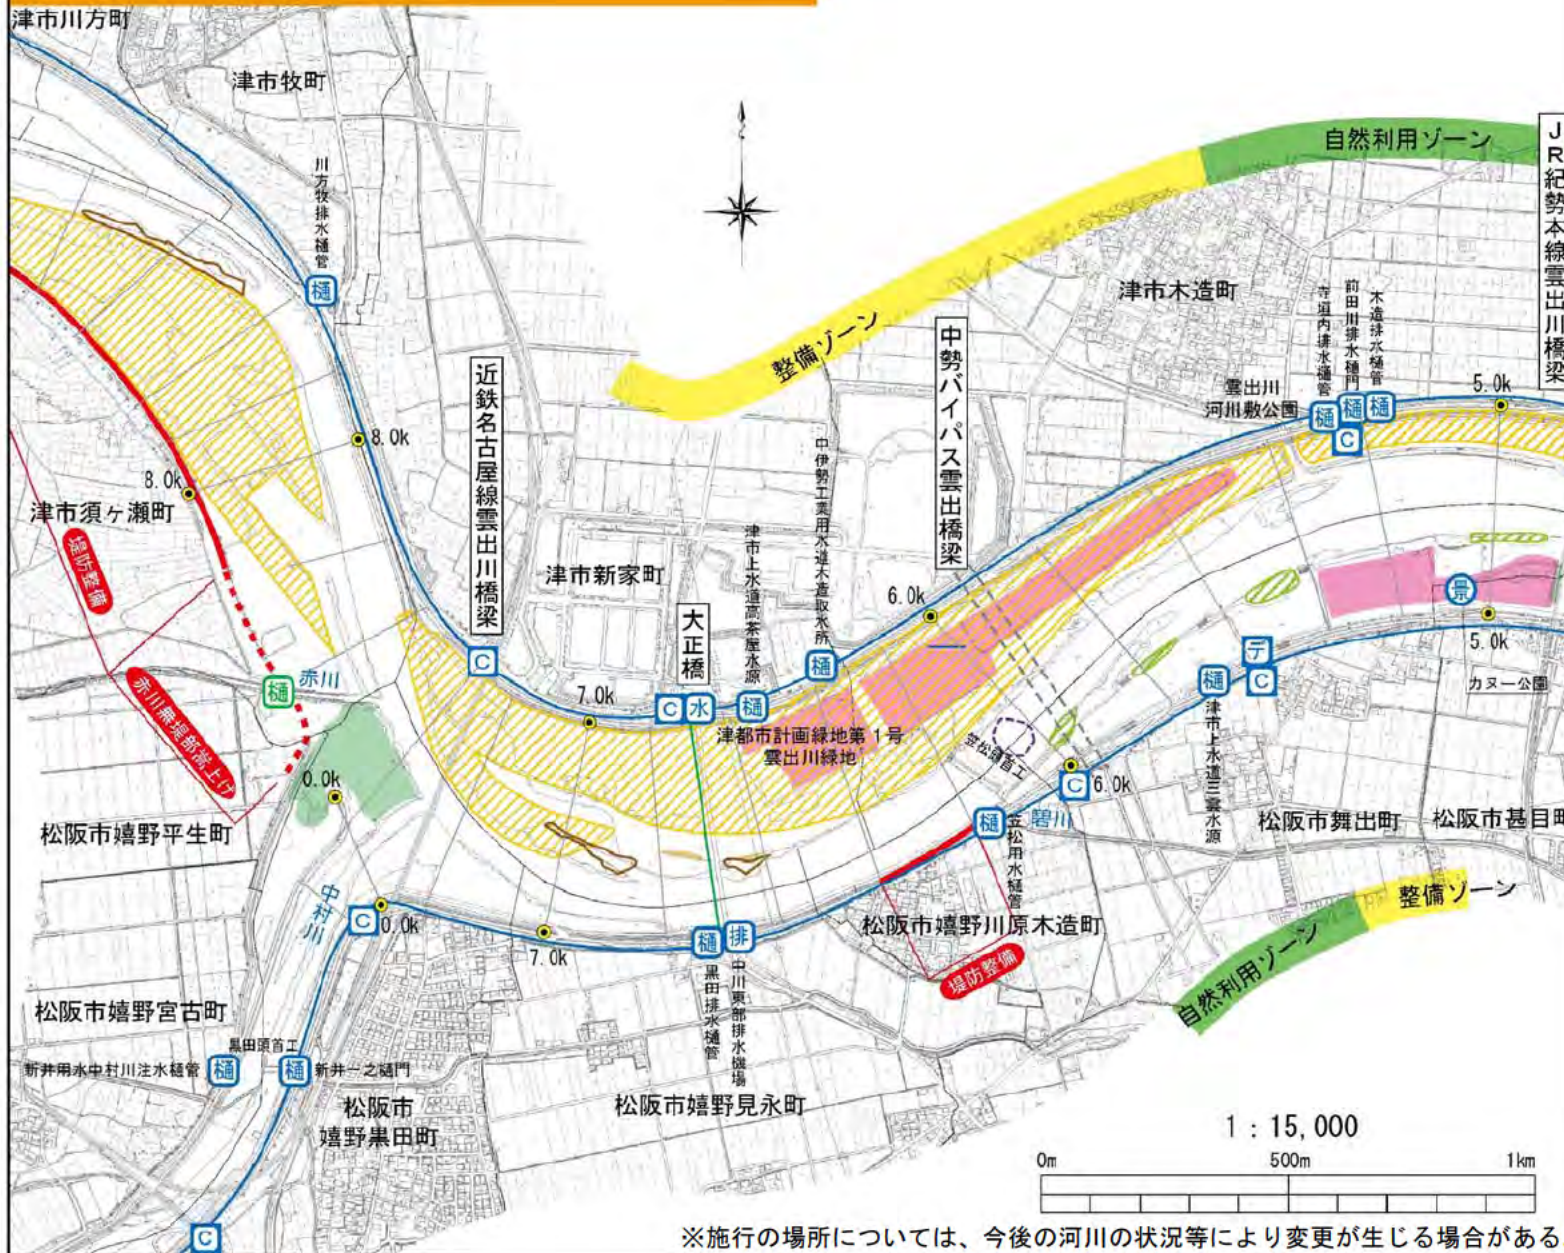 津市川方町
津市牧町
川方牧排水樋管
樋
自然利用ゾーン
JR紀勢本線雲出川橋梁
整備ゾーン
津市木造町
中勢バイパス雲出橋梁
寺垣内排水樋管
前田川排水樋門
木造排水樋管
雲出川
河川敷公園
樋
樋
樋
C
5.0k
近鉄名古屋線雲出川橋梁
8.0k
8.0k
津市須ヶ瀬町
堤防整備
津市新家町
中伊勢工業用水道木造取水所
津市上水道高茶屋水源
大正橋
6.0k
景
5.0k
カヌー公園
C
樋
赤川
赤川無堤部嵩上げ
7.0k
C
水
樋
樋
津都市計画緑地第1号
雲出川緑地
笠松頭首工
テ
樋
C
津市上水道三雲水源
C
6.0k
0.0k
松阪市嬉野平生町
樋
碧川
笠松用水樋管
松阪市舞出町
松阪市甚目町
中村川
C
0.0k
7.0k
樋
排
黒田排水樋管
中川東部排水機場
松阪市嬉野川原木造町
堤防整備
整備ゾーン
自然利用ゾーン
松阪市嬉野宮古町
黒田頭首工
新井用水中村川注水樋管
樋
樋
新井一之樋門
松阪市
嬉野黒田町
松阪市嬉野見永町
1:15,000
0m
500m
1km
C
※施行の場所については、今後の河川の状況等により変更が生じる場合がある